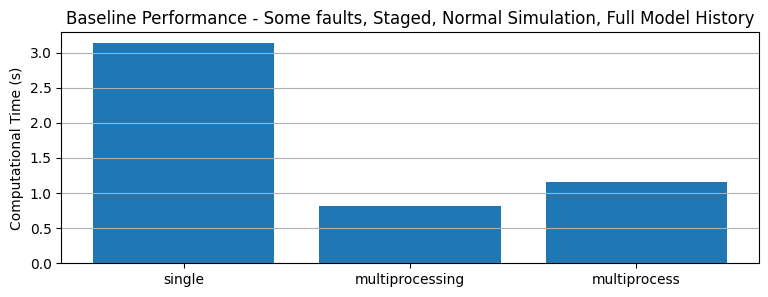 Baseline Performance - Some faults, Staged, Normal Simulation, Full Model History
Computational Time (s)
3.0
2.5
2.0
1.5
1.0
0.5
0.0
single
multiprocessing
multiprocess